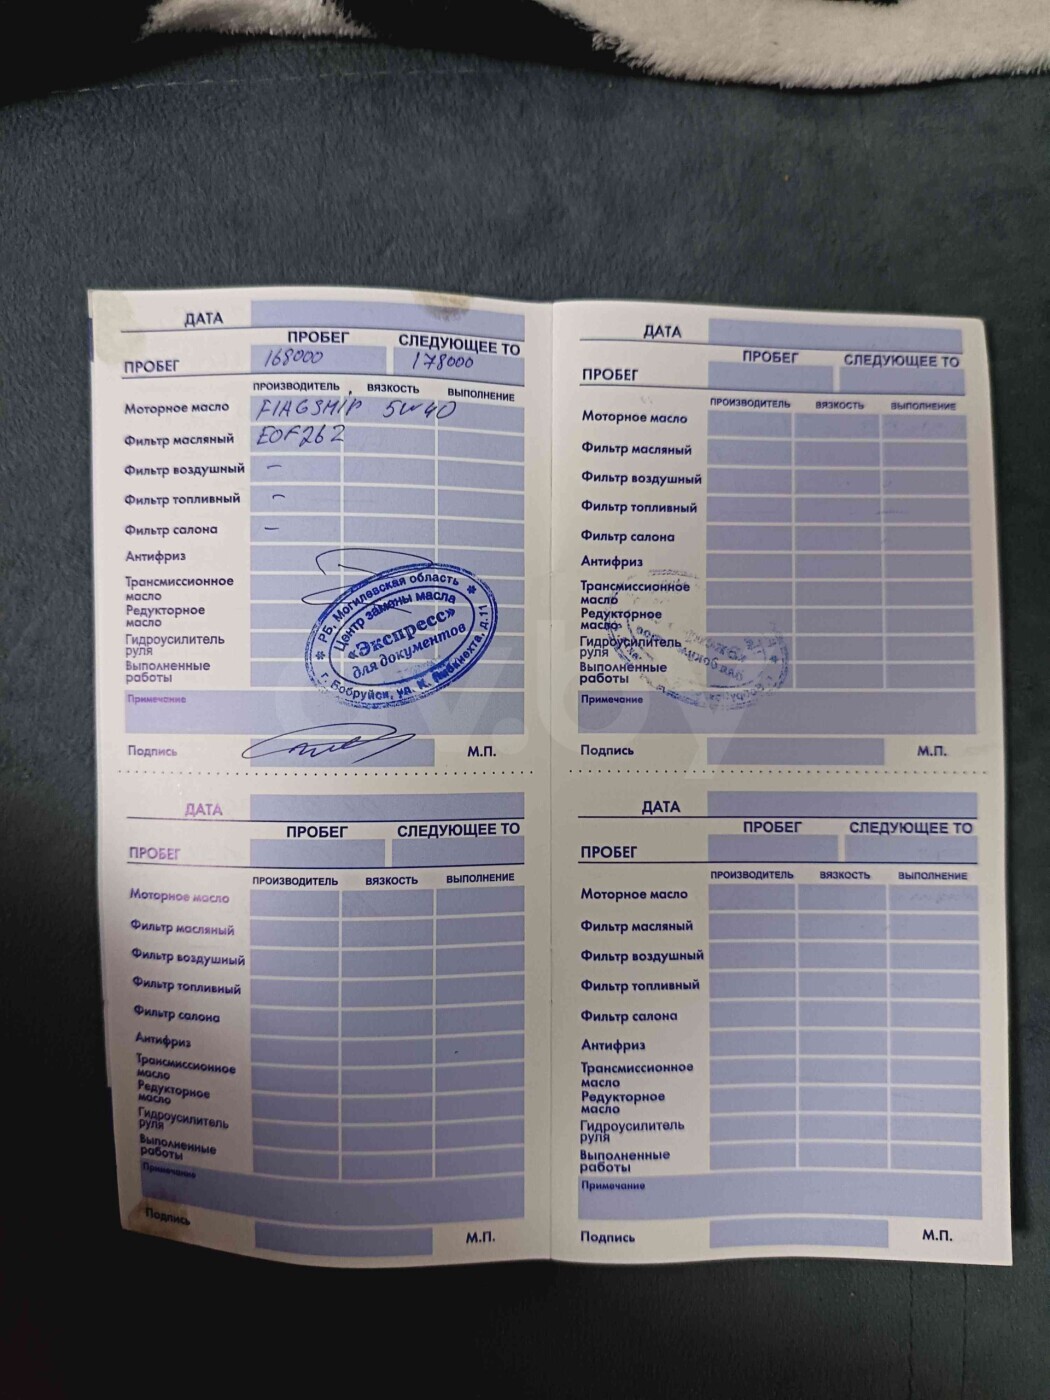 ДАТА
ПРОБЕГ СЛЕДУЮЩЕЕ ТО
ПРОБЕГ 168000 178000
ПРОИЗВОДИТЕЛЬ ВЯЗКОСТЬ ВЫПОЛНЕНИЕ
Моторное масло FLAGSHIP 5W40
Фильтр масляный EOF262
Фильтр воздушный –
Фильтр топливный –
Фильтр салона –
Антифриз
Трансмиссионное
масло
Редукторное
масло
Гидроусилитель
руля
Выполненные
работы
Примечание
Подпись М.П.
РБ, Могилевская область
Центр замены масла
«Экспресс»
для документов
г. Бобруйск, ул. К. Либкнехта, д.11
ДАТА
ПРОБЕГ СЛЕДУЮЩЕЕ ТО
ПРОБЕГ
ПРОИЗВОДИТЕЛЬ ВЯЗКОСТЬ ВЫПОЛНЕНИЕ
Моторное масло
Фильтр масляный
Фильтр воздушный
Фильтр топливный
Фильтр салона
Антифриз
Трансмиссионное
масло
Редукторное
масло
Гидроусилитель
руля
Выполненные
работы
Примечание
Подпись М.П.
av.by
ДАТА
ПРОБЕГ СЛЕДУЮЩЕЕ ТО
ПРОБЕГ
ПРОИЗВОДИТЕЛЬ ВЯЗКОСТЬ ВЫПОЛНЕНИЕ
Моторное масло
Фильтр масляный
Фильтр воздушный
Фильтр топливный
Фильтр салона
Антифриз
Трансмиссионное
масло
Редукторное
масло
Гидроусилитель
руля
Выполненные
работы
Примечание
Подпись М.П.
ДАТА
ПРОБЕГ СЛЕДУЮЩЕЕ ТО
ПРОБЕГ
ПРОИЗВОДИТЕЛЬ ВЯЗКОСТЬ ВЫПОЛНЕНИЕ
Моторное масло
Фильтр масляный
Фильтр воздушный
Фильтр топливный
Фильтр салона
Антифриз
Трансмиссионное
масло
Редукторное
масло
Гидроусилитель
руля
Выполненные
работы
Примечание
Подпись М.П.